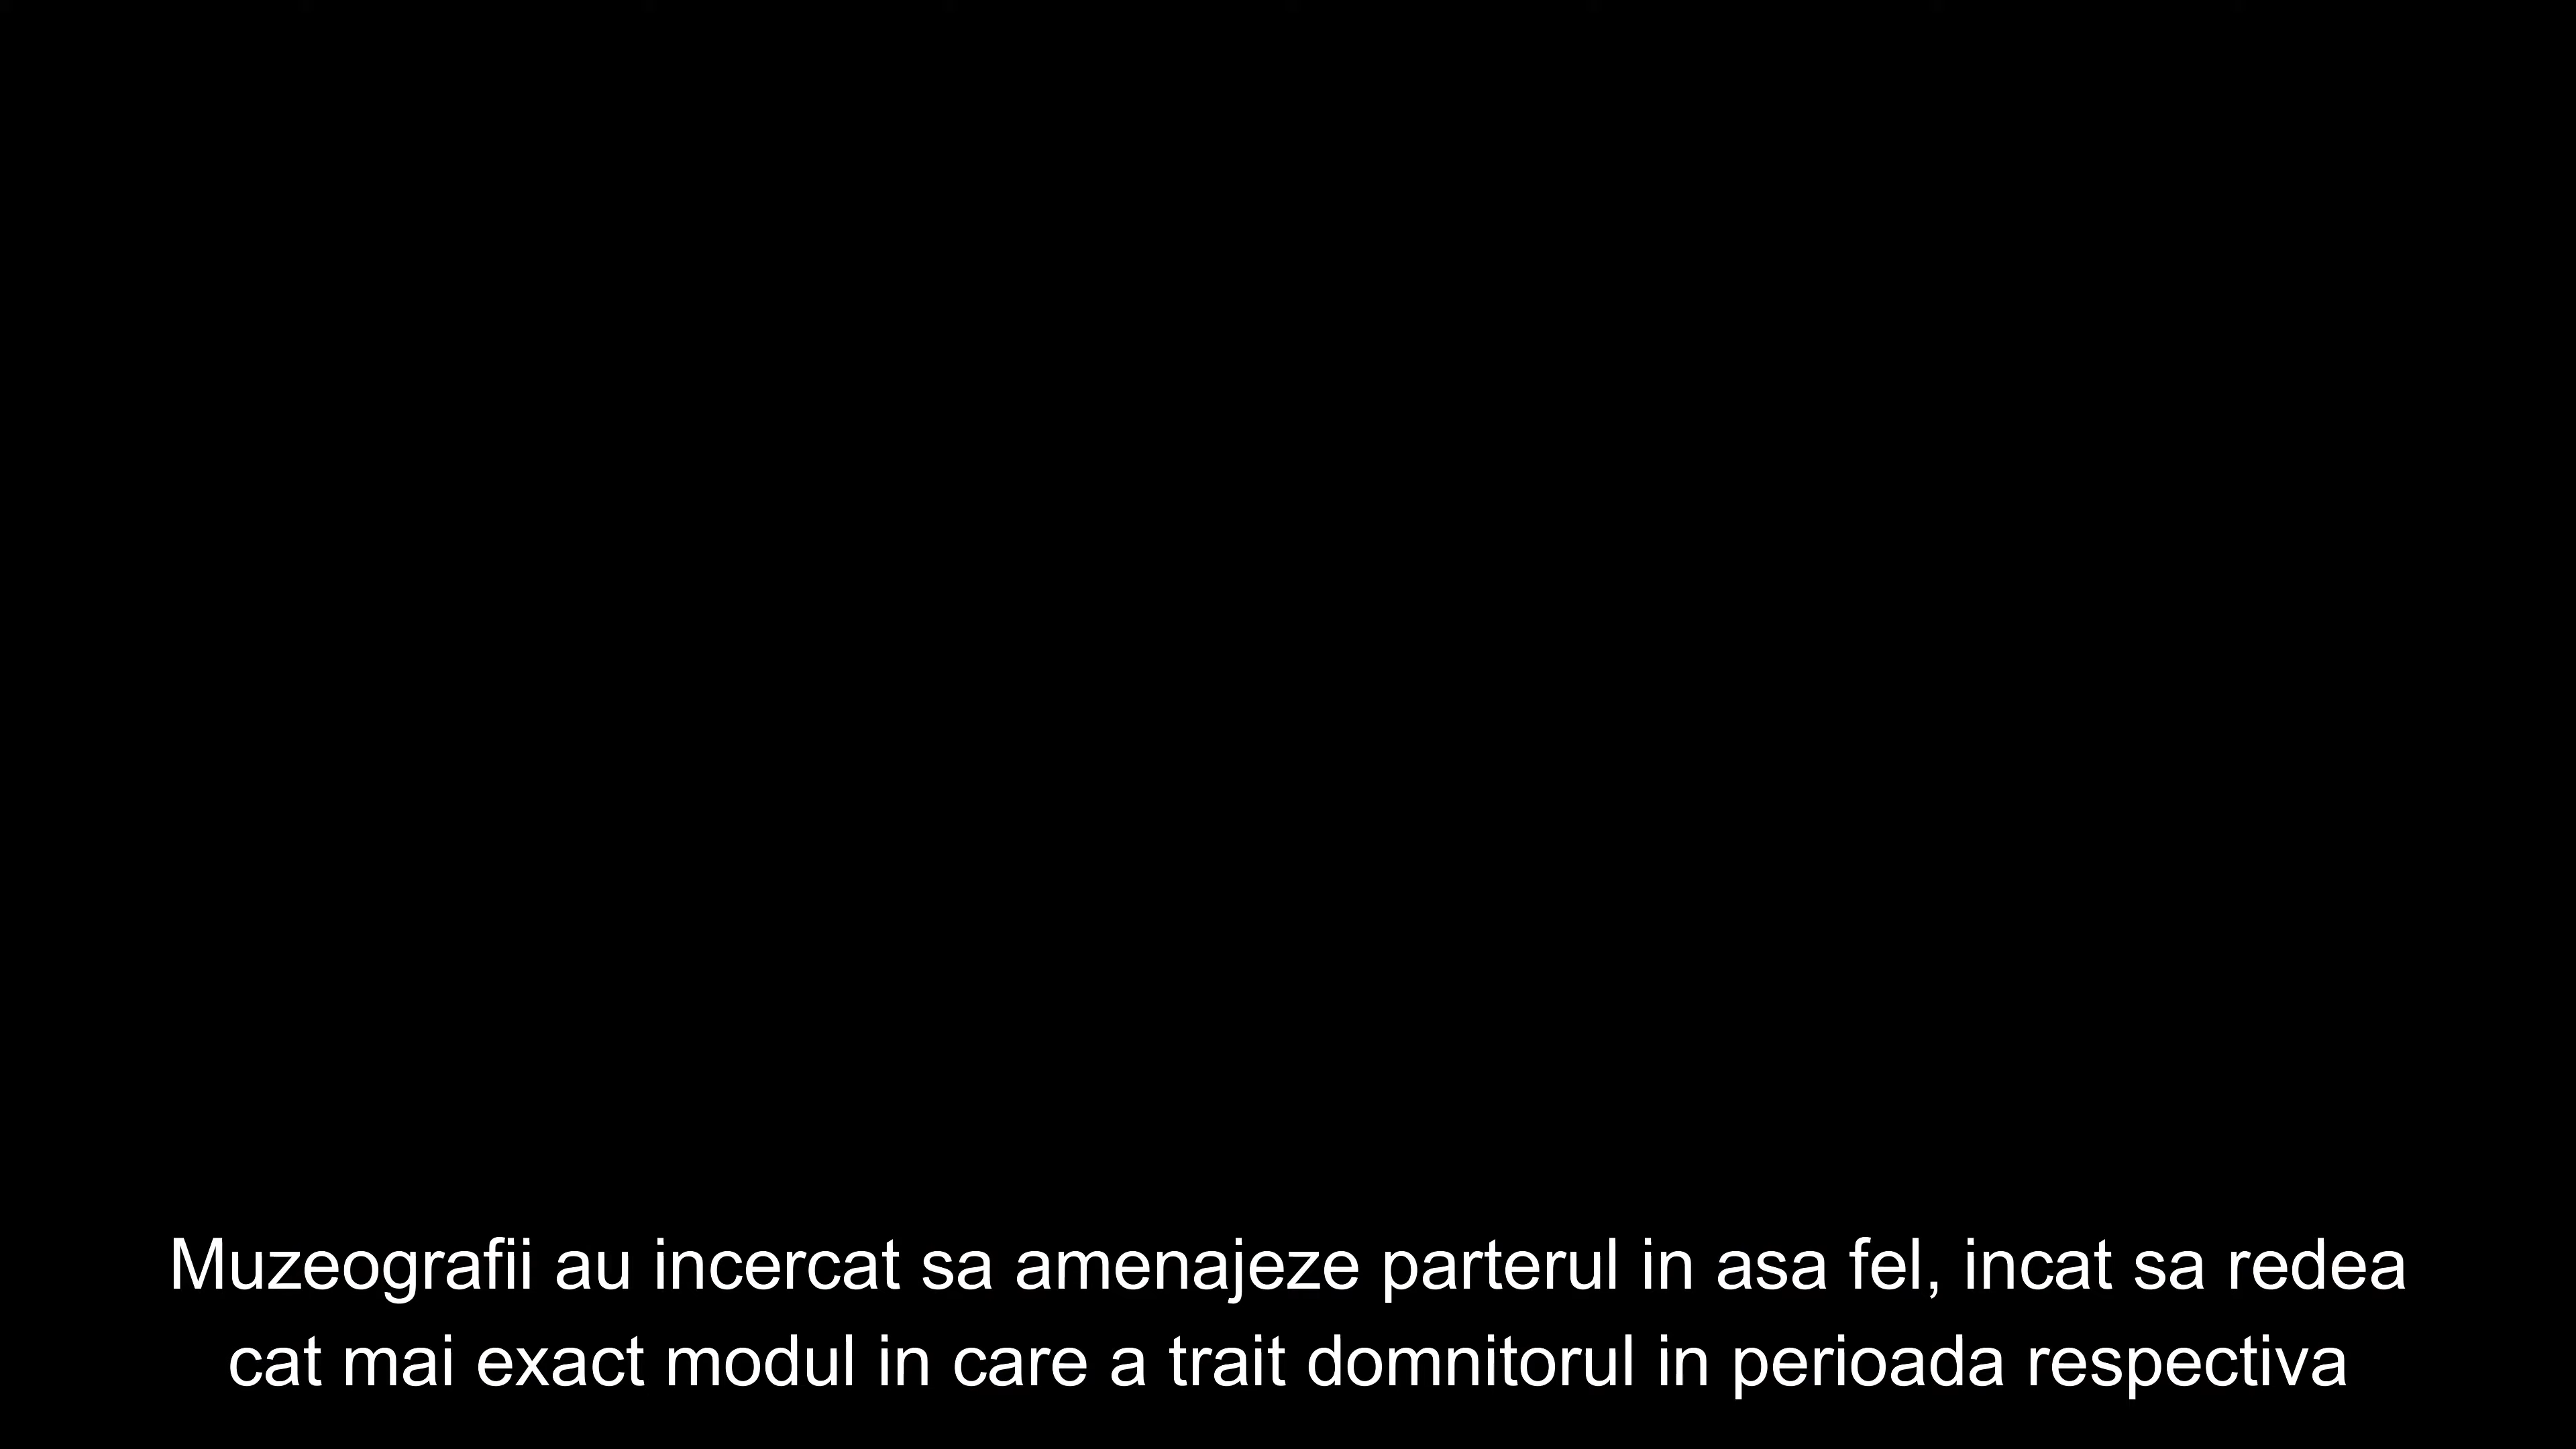 Muzeografii au incercat sa amenajeze parterul in asa fel, incat sa redea
cat mai exact modul in care a trait domnitorul in perioada respectiva